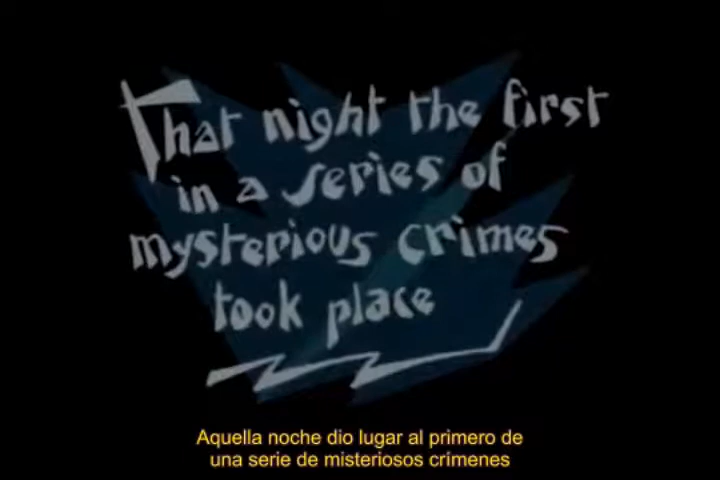 That night the first
in a series of
mysterious crimes
took place
Aquella noche dio lugar al primero de
una serie de misteriosos crímenes